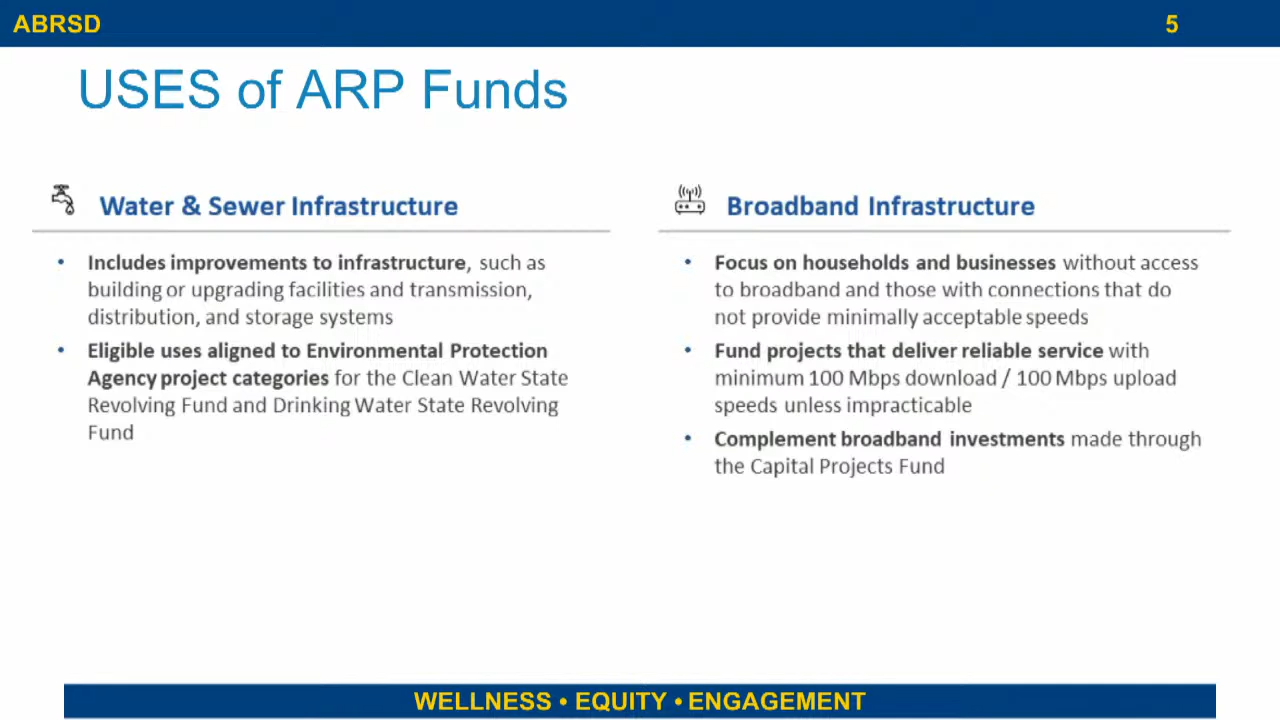 ABRSD
5
USES of ARP Funds
Water & Sewer Infrastructure
• Includes improvements to infrastructure, such as
building or upgrading facilities and transmission,
distribution, and storage systems
• Eligible uses aligned to Environmental Protection
Agency project categories for the Clean Water State
Revolving Fund and Drinking Water State Revolving
Fund
Broadband Infrastructure
• Focus on households and businesses without access
to broadband and those with connections that do
not provide minimally acceptable speeds
• Fund projects that deliver reliable service with
minimum 100 Mbps download / 100 Mbps upload
speeds unless impracticable
• Complement broadband investments made through
the Capital Projects Fund
WELLNESS • EQUITY • ENGAGEMENT